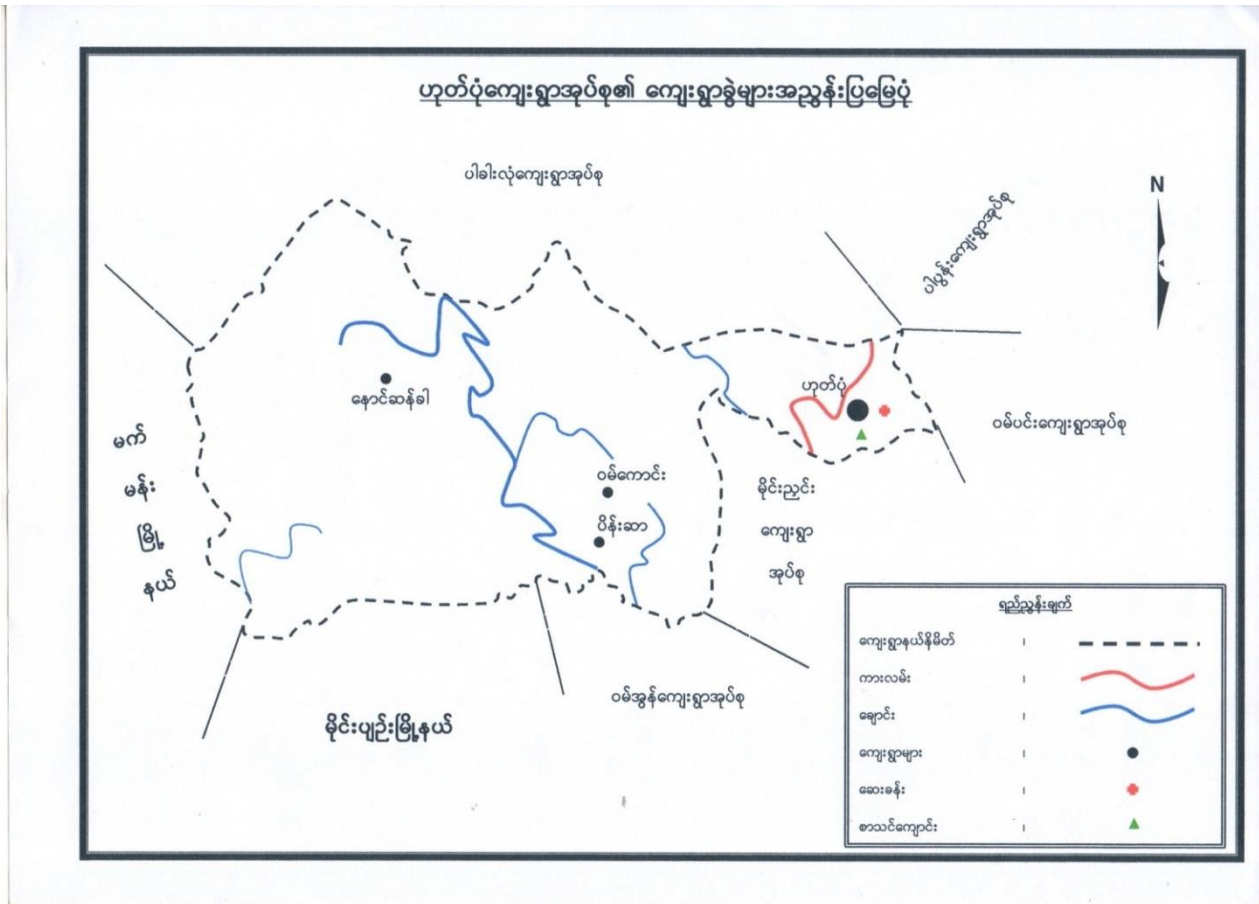 ဟုတ်ပုံကျေးရွာအုပ်စု၏ ကျေးရွာခွဲများအညွှန်းပြမြေပုံ
ပါခါးလုံကျေးရွာအုပ်စု
N
ပါပွန်းကျေးရွာအုပ်စု
ဟုတ်ပုံ
နောင်ဆန်ခါ
ဝမ်ပင်းကျေးရွာအုပ်စု
မက်
မန်း
မြို့
နယ်
ဝမ်ကောင်း
ပိန်းဆာ
မိုင်းညှင်း
ကျေးရွာ
အုပ်စု
ဝမ်အွန်ကျေးရွာအုပ်စု
မိုင်းပျဉ်းမြို့နယ်
ရည်ညွှန်းချက်
ကျေးရွာနယ်နိမိတ် ၊
ကားလမ်း ၊
ချောင်း ၊
ကျေးရွာများ ၊
ဆေးခန်း ၊
စာသင်ကျောင်း ၊